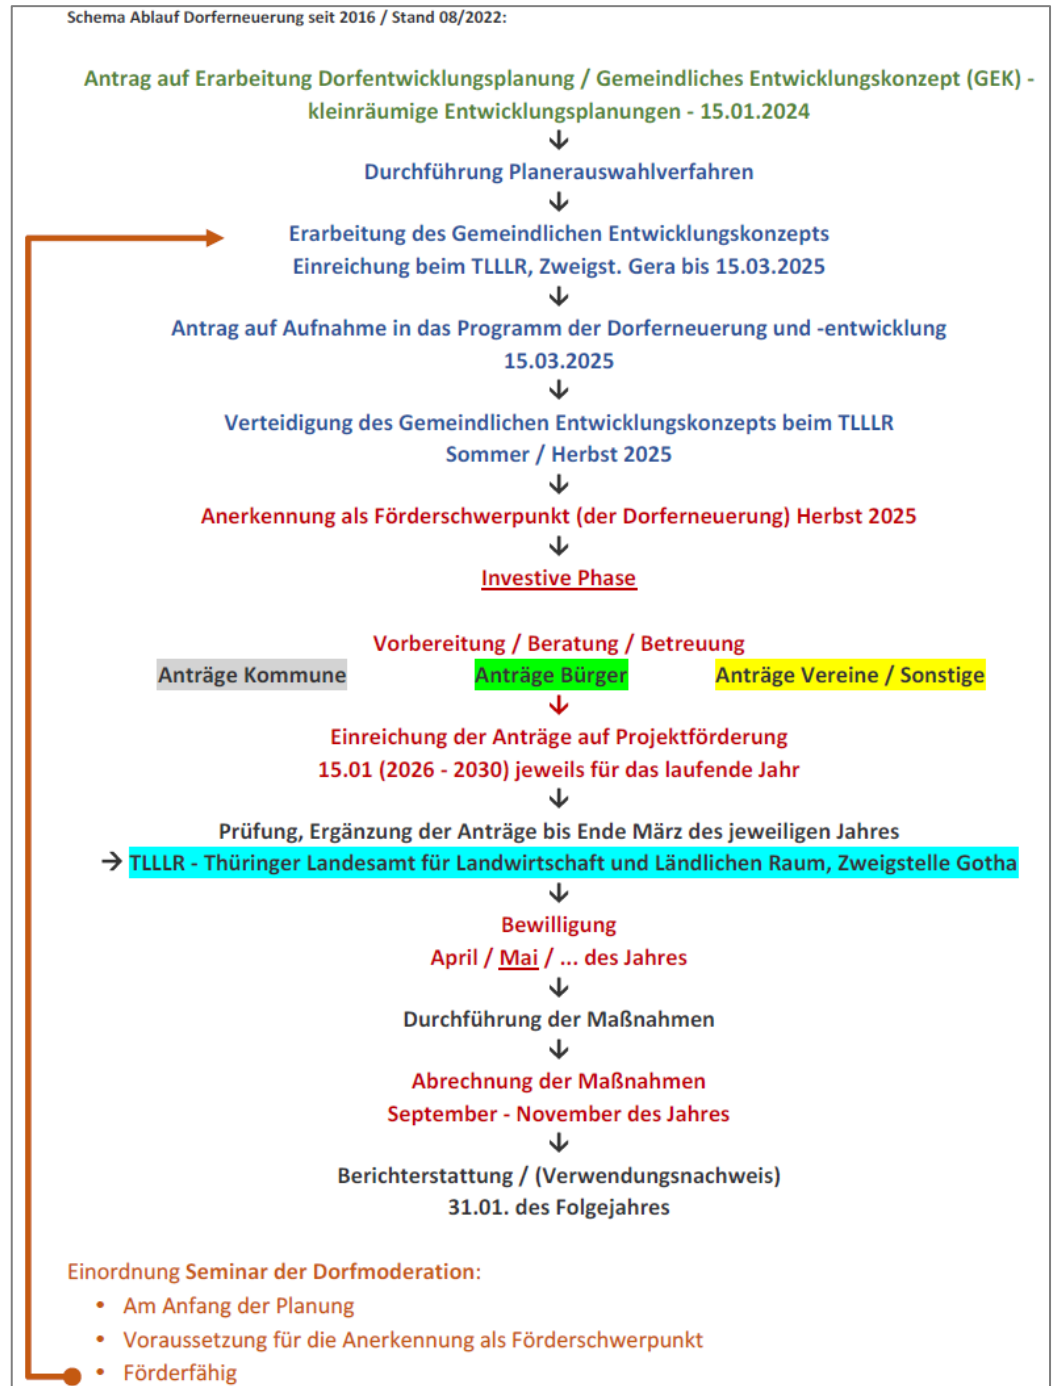 Schema Ablauf Dorferneuerung seit 2016 / Stand 08/2022:
Antrag auf Erarbeitung Dorfentwicklungsplanung / Gemeindliches Entwicklungskonzept (GEK) -
kleinräumige Entwicklungsplanungen - 15.01.2024
↓
Durchführung Planerauswahlverfahren
↓
Erarbeitung des Gemeindlichen Entwicklungskonzepts
Einreichung beim TLLLR, Zweigst. Gera bis 15.03.2025
↓
Antrag auf Aufnahme in das Programm der Dorferneuerung und -entwicklung
15.03.2025
↓
Verteidigung des Gemeindlichen Entwicklungskonzepts beim TLLLR
Sommer / Herbst 2025
↓
Anerkennung als Förderschwerpunkt (der Dorferneuerung) Herbst 2025
↓
Investive Phase
Vorbereitung / Beratung / Betreuung
Anträge Kommune Anträge Bürger Anträge Vereine / Sonstige
↓
Einreichung der Anträge auf Projektförderung
15.01 (2026 - 2030) jeweils für das laufende Jahr
↓
Prüfung, Ergänzung der Anträge bis Ende März des jeweiligen Jahres
→ TLLLR - Thüringer Landesamt für Landwirtschaft und Ländlichen Raum, Zweigstelle Gotha
↓
Bewilligung
April / Mai / ... des Jahres
↓
Durchführung der Maßnahmen
↓
Abrechnung der Maßnahmen
September - November des Jahres
↓
Berichterstattung / (Verwendungsnachweis)
31.01. des Folgejahres
Einordnung Seminar der Dorfmoderation:
• Am Anfang der Planung
• Voraussetzung für die Anerkennung als Förderschwerpunkt
• Förderfähig